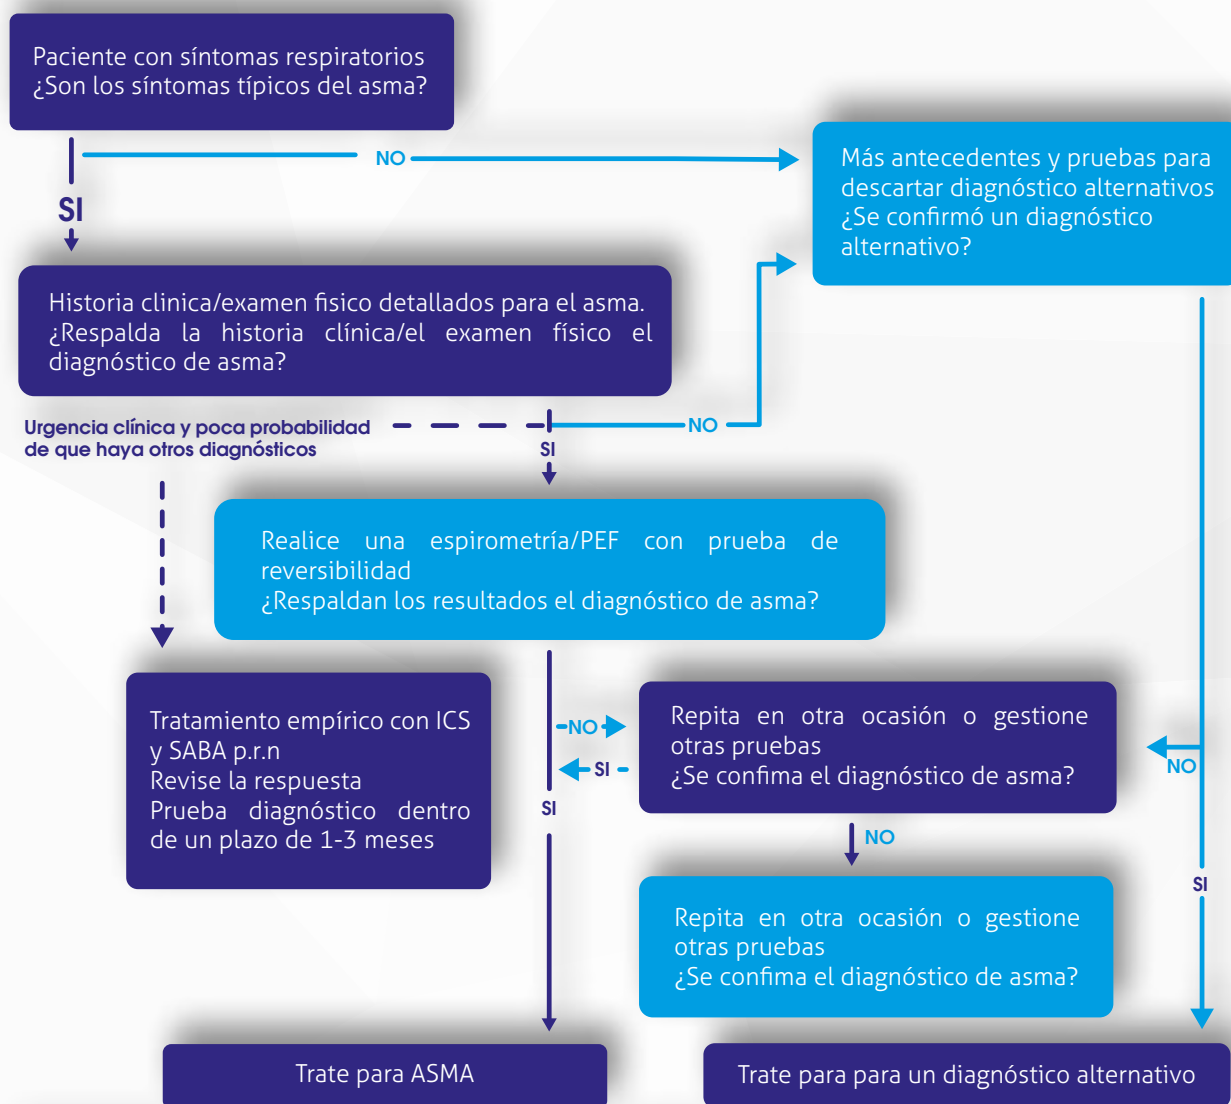 Paciente con síntomas respiratorios
¿Son los síntomas típicos del asma?
NO
Más antecedentes y pruebas para
descartar diagnóstico alternativos
¿Se confirmó un diagnóstico
alternativo?
SI
Historia clinica/examen fisico detallados para el asma.
¿Respalda la historia clínica/el examen físico el
diagnóstico de asma?
Urgencia clínica y poca probabilidad
de que haya otros diagnósticos
NO
SI
Realice una espirometría/PEF con prueba de
reversibilidad
¿Respaldan los resultados el diagnóstico de asma?
Tratamiento empírico con ICS
y SABA p.r.n
Revise la respuesta
Prueba diagnóstico dentro
de un plazo de 1-3 meses
NO
SI
SI
Repita en otra ocasión o gestione
otras pruebas
¿Se confima el diagnóstico de asma?
NO
NO
SI
Repita en otra ocasión o gestione
otras pruebas
¿Se confima el diagnóstico de asma?
Trate para ASMA
Trate para para un diagnóstico alternativo